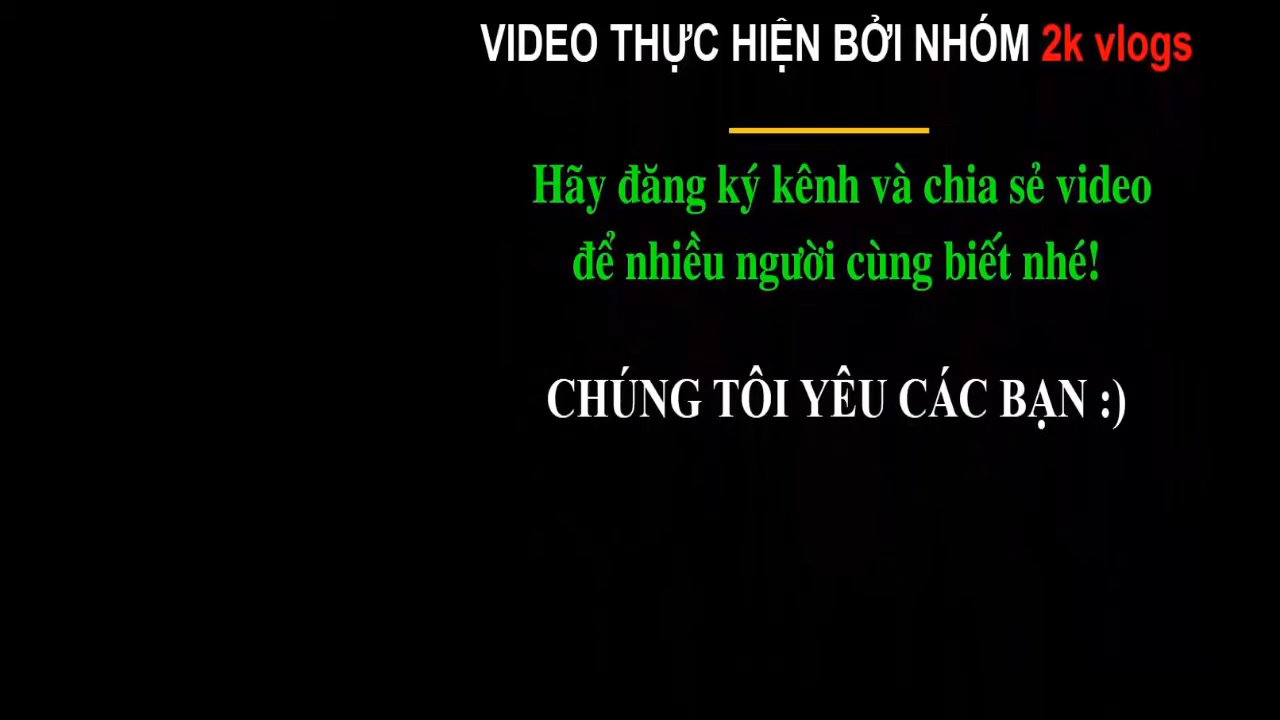 VIDEO THỰC HIỆN BỞI NHÓM 2k vlogs
Hãy đăng ký kênh và chia sẻ video
để nhiều người cùng biết nhé!
CHÚNG TÔI YÊU CÁC BẠN :)